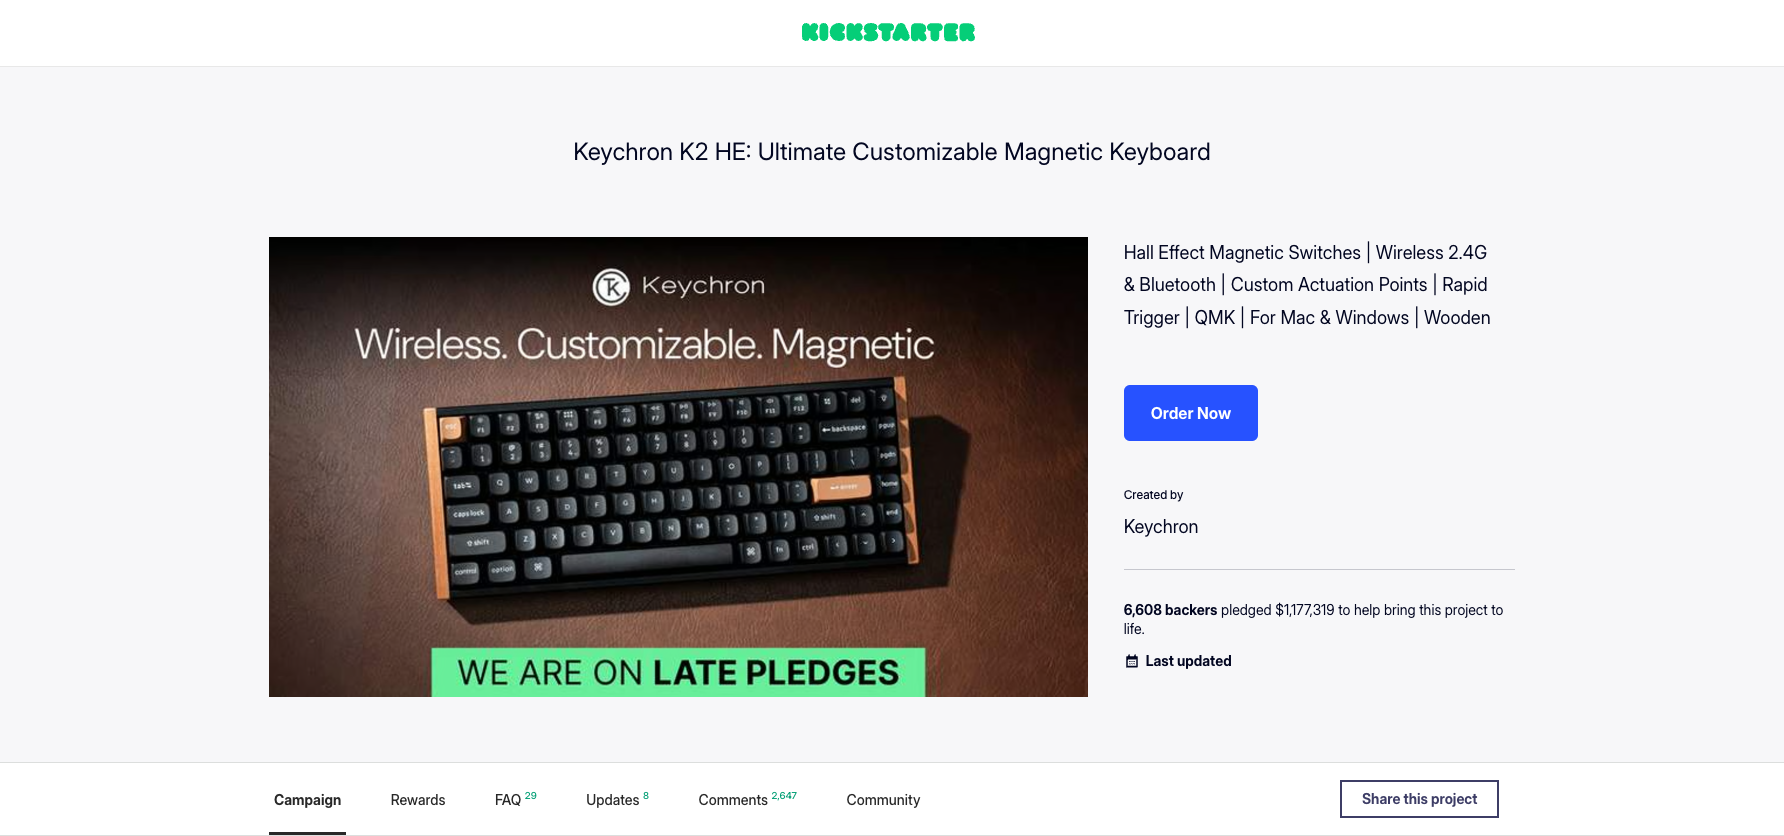 KICKSTARTER
Keychron K2 HE: Ultimate Customizable Magnetic Keyboard
Keychron
Wireless. Customizable. Magnetic
WE ARE ON LATE PLEDGES
Hall Effect Magnetic Switches | Wireless 2.4G
& Bluetooth | Custom Actuation Points | Rapid
Trigger | QMK | For Mac & Windows | Wooden
Order Now
Created by
Keychron
6,608 backers pledged $1,177,319 to help bring this project to
life.
Last updated
Campaign
Rewards
FAQ 29
Updates 8
Comments 2,647
Community
Share this project